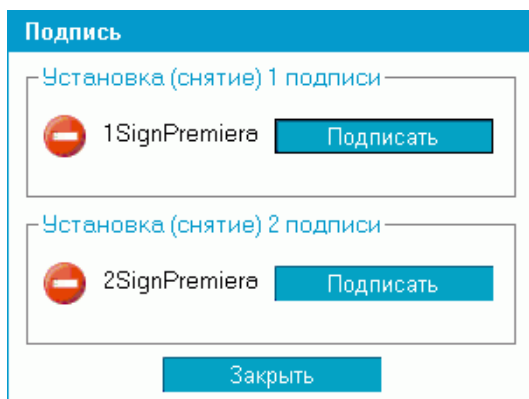 Подпись
Установка (снятие) 1 подписи
1SignPremiera Подписать
Установка (снятие) 2 подписи
2SignPremiera Подписать
Закрыть